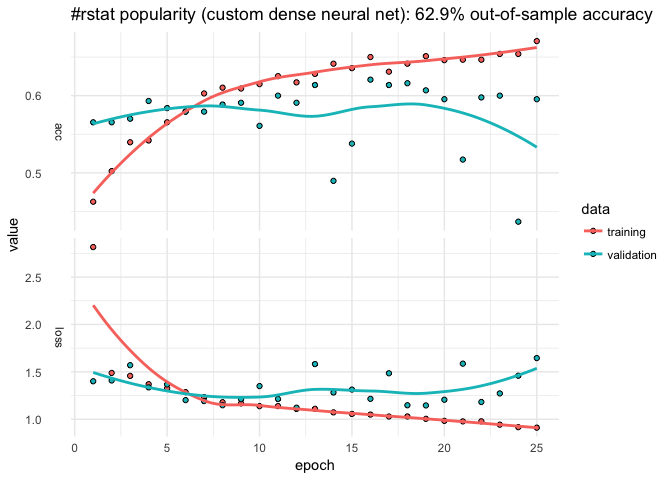 #rstat popularity (custom dense neural net): 62.9% out-of-sample accuracy
0.6
0.5
acc
value
2.5
2.0
1.5
1.0
loss
0
5
10
15
20
25
epoch
data
training
validation